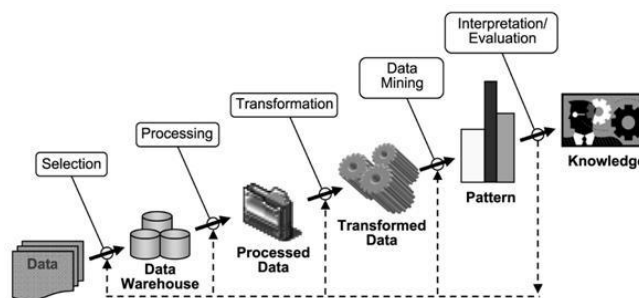 Interpretation/
Evaluation
Data
Mining
Transformation
Processing
Selection
Knowledge
Pattern
Transformed
Data
Processed
Data
Data
Warehouse
Data